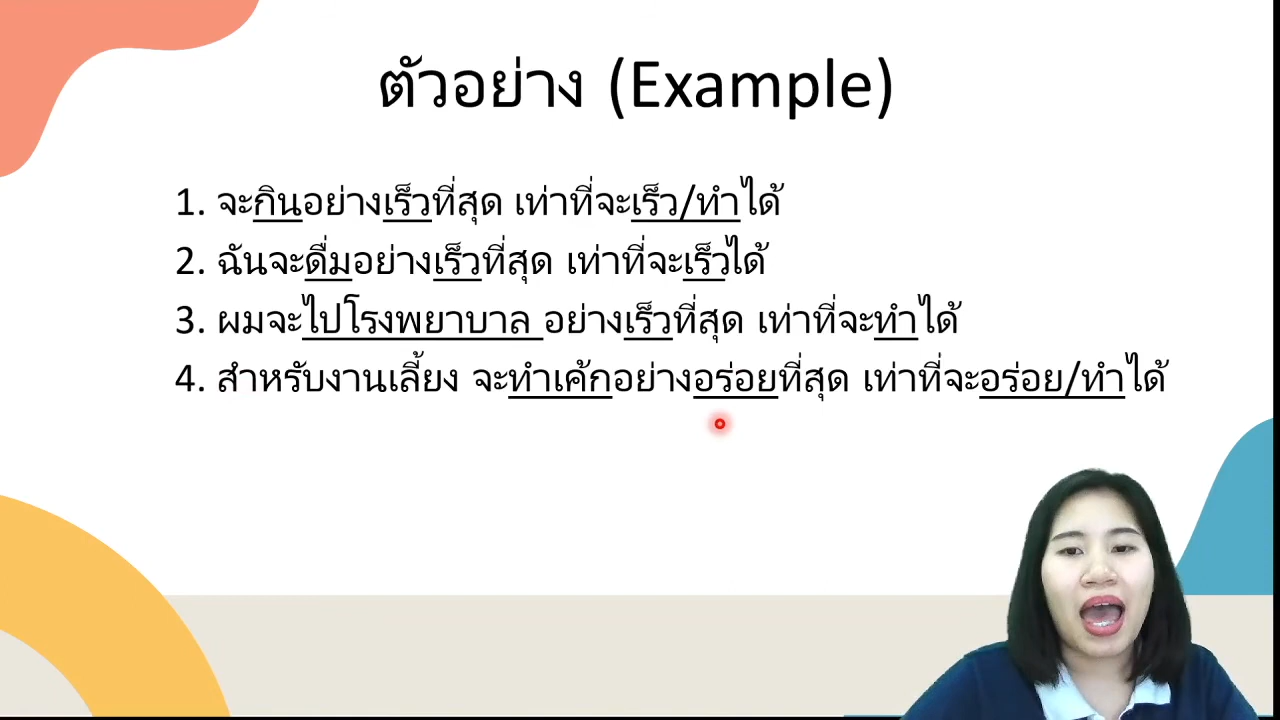 ตัวอย่าง (Example)
1. จะกินอย่างเร็วที่สุด เท่าที่จะเร็ว/ทำได้
2. ฉันจะดื่มอย่างเร็วที่สุด เท่าที่จะเร็วได้
3. ผมจะไปโรงพยาบาล อย่างเร็วที่สุด เท่าที่จะทำได้
4. สำหรับงานเลี้ยง จะทำเค้กอย่างอร่อยที่สุด เท่าที่จะอร่อย/ทำได้